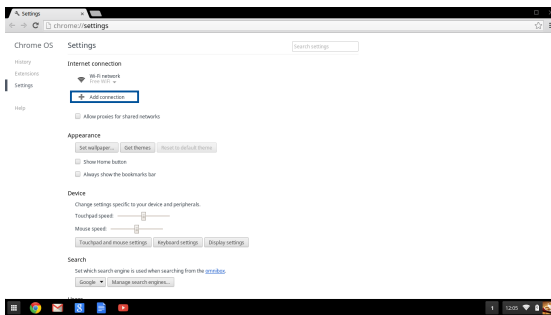 Settings
chrome://settings
Chrome OS
Settings
Search settings
History
Extensions
Settings
Help
Internet connection
Wi-Fi network
Free WiFi
Add connection
Allow proxies for shared networks
Appearance
Set wallpaper... Get themes Reset to default theme
Show Home button
Always show the bookmarks bar
Device
Change settings specific to your device and peripherals.
Touchpad speed:
Mouse speed:
Touchpad and mouse settings Keyboard settings Display settings
Search
Set which search engine is used when searching from the omnibox.
Google Manage search engines...
Users
8
1 12:05